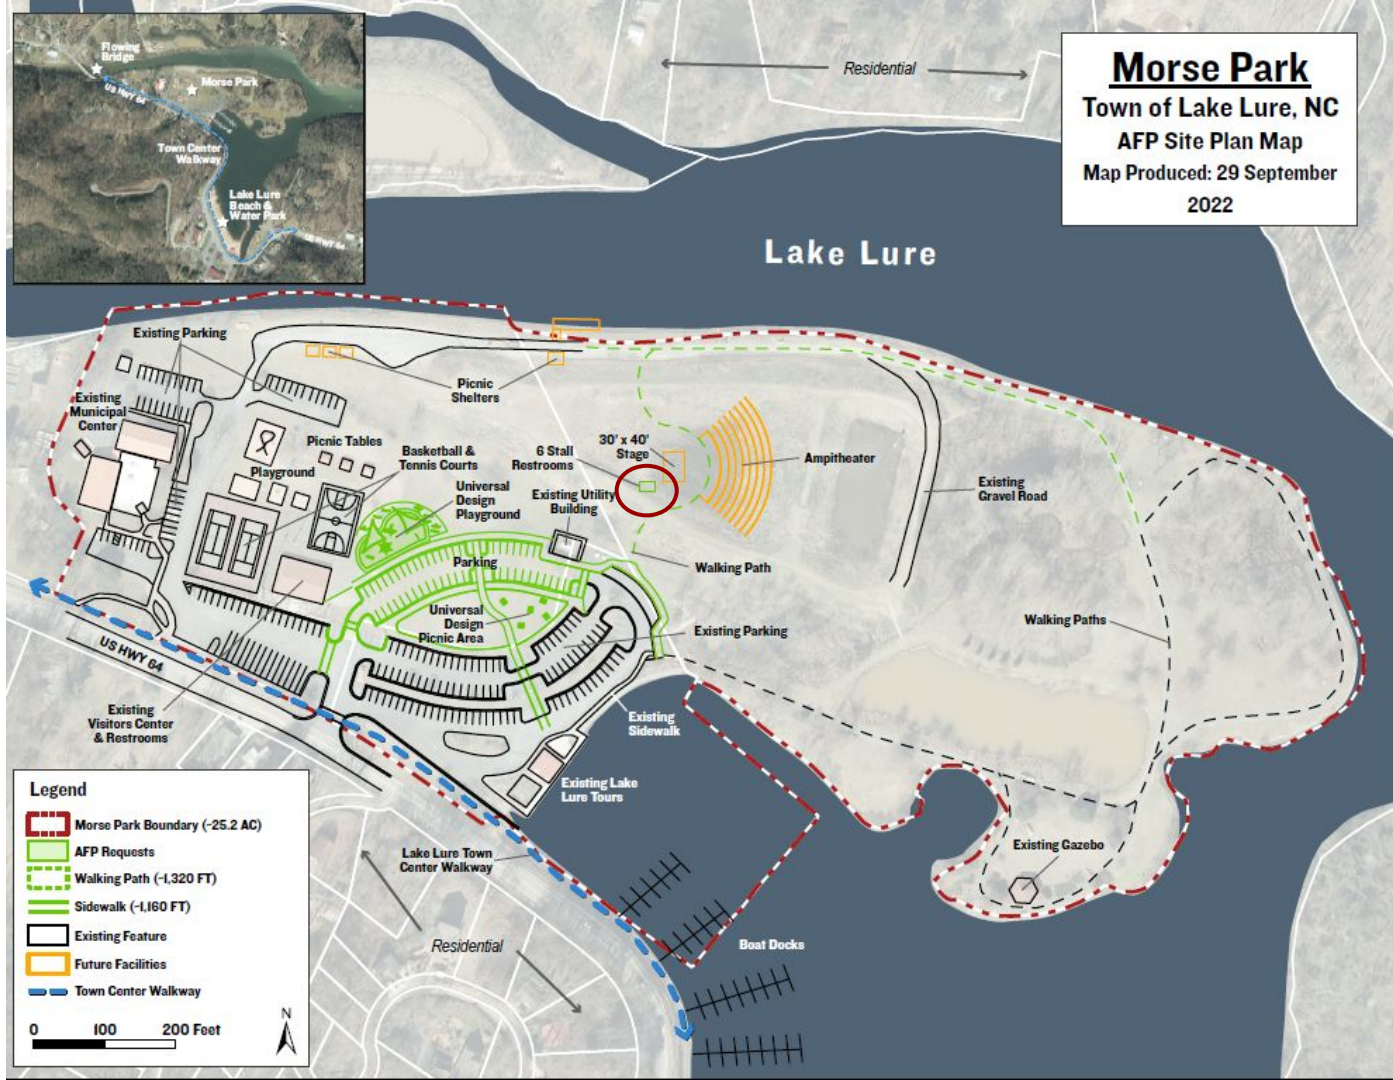 Flowing
Bridge
Morse Park
US HWY 64
Town Center
Walkway
Lake Lure
Beach &
Water Park
US HWY 64
Residential
Morse Park
Town of Lake Lure, NC
AFP Site Plan Map
Map Produced: 29 September
2022
Lake Lure
Existing Parking
Picnic
Shelters
Existing
Municipal
Center
Picnic Tables
Playground
Basketball &
Tennis Courts
6 Stall
Restrooms
30' x 40'
Stage
Ampitheater
Universal
Design
Playground
Existing Utility
Building
Existing
Gravel Road
Parking
Walking Path
Universal
Design
Picnic Area
Existing Parking
Walking Paths
US HWY 64
Existing
Visitors Center
& Restrooms
Existing
Sidewalk
Existing Lake
Lure Tours
Existing Gazebo
Lake Lure Town
Center Walkway
Residential
Boat Docks
Legend
Morse Park Boundary (~25.2 AC)
AFP Requests
Walking Path (~1,320 FT)
Sidewalk (~1,160 FT)
Existing Feature
Future Facilities
Town Center Walkway
0 100 200 Feet
N